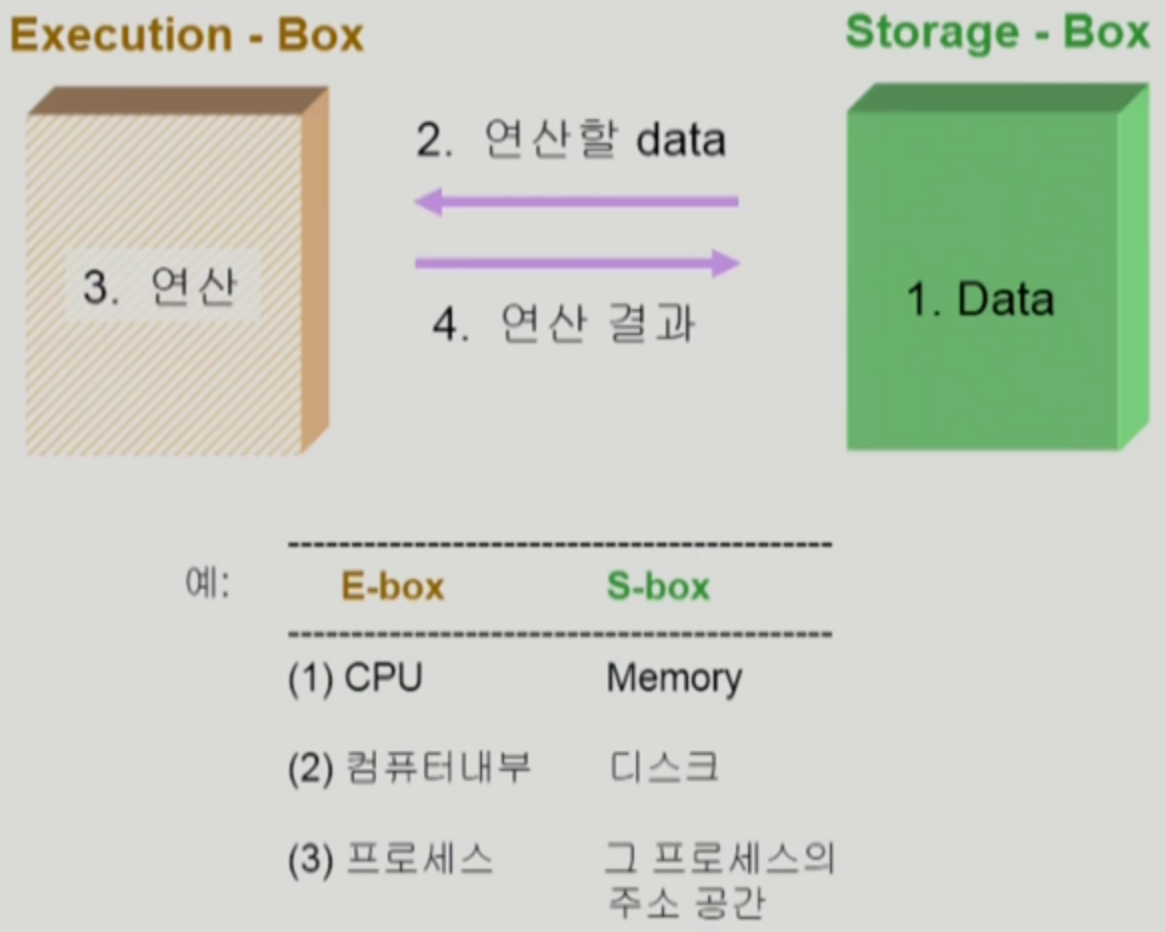 Execution - Box
Storage - Box
2. 연산할 data
3. 연산
1. Data
4. 연산 결과
예:
E-box S-box
(1) CPU Memory
(2) 컴퓨터내부 디스크
(3) 프로세스 그 프로세스의
주소 공간